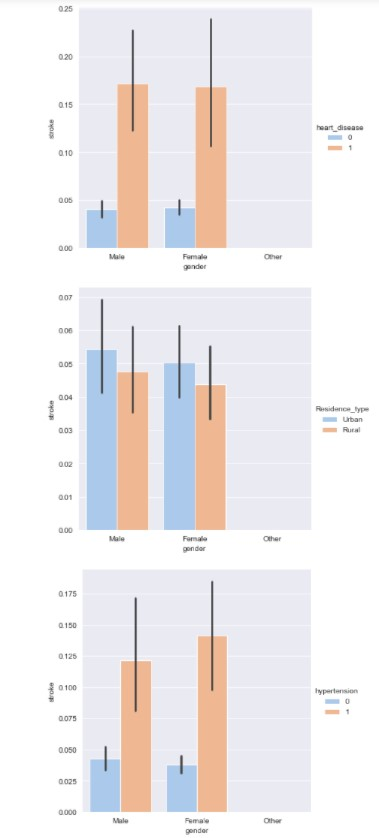 0.25
0.20
0.15
0.10
0.05
0.00
stroke
Male
Female
Other
gender
heart_disease
0
1
0.07
0.06
0.05
0.04
0.03
0.02
0.01
0.00
stroke
Male
Female
Other
gender
Residence_type
Urban
Rural
0.175
0.150
0.125
0.100
0.075
0.050
0.025
0.000
stroke
Male
Female
Other
gender
hypertension
0
1